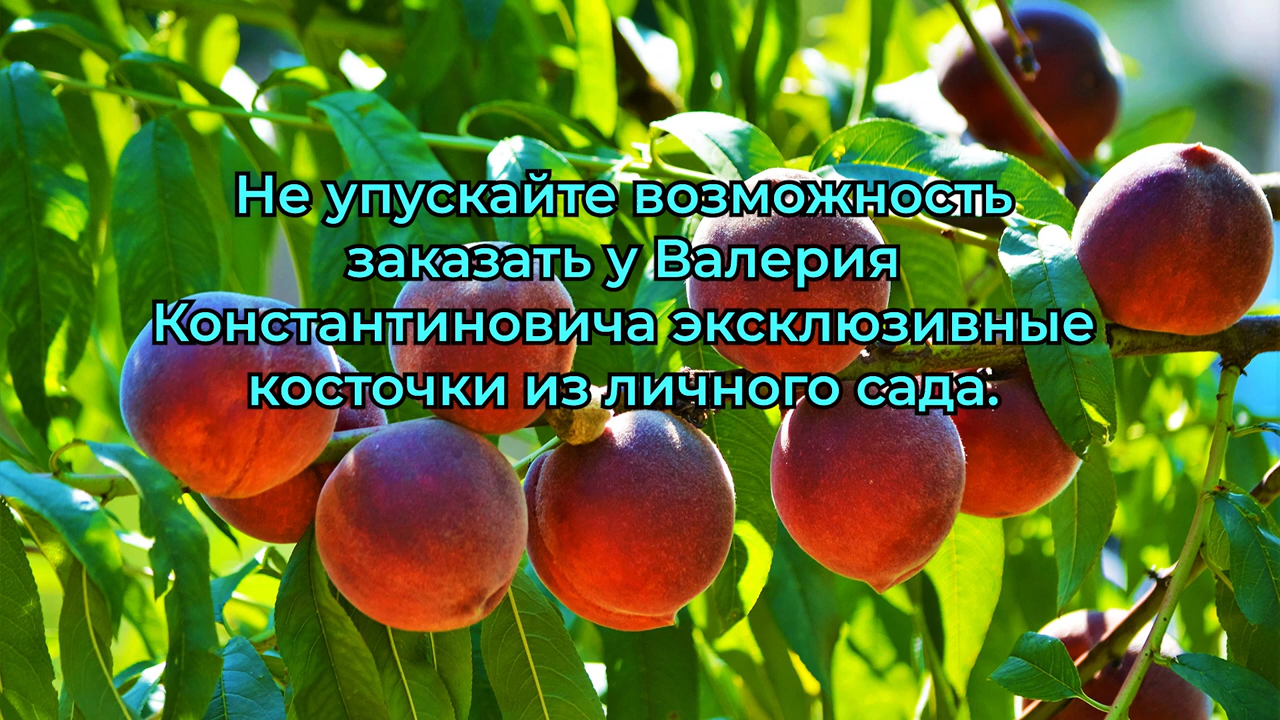 Не упускайте возможность
заказать у Валерия
Константиновича эксклюзивные
косточки из личного сада.